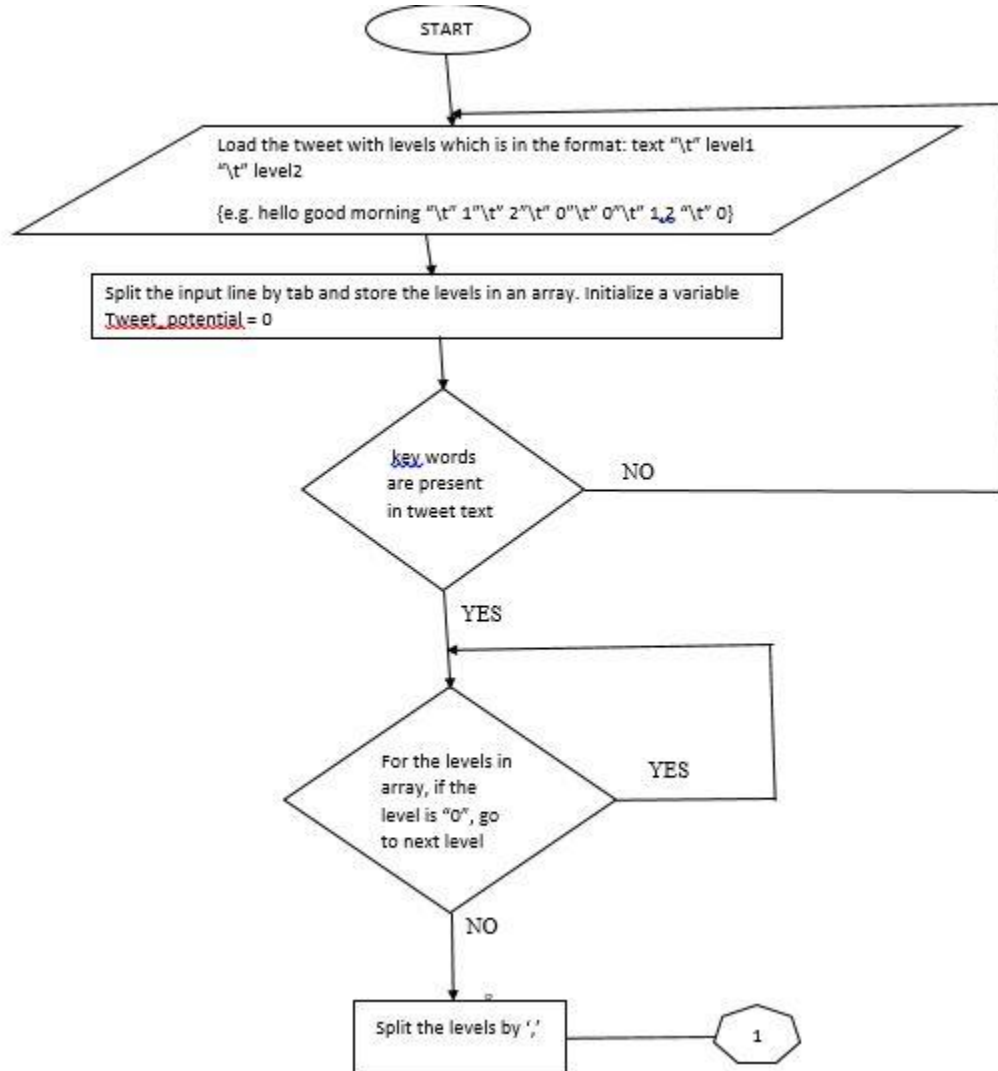 START
Load the tweet with levels which is in the format: text “\t” level1
“\t” level2
{e.g. hello good morning “\t” 1”\t” 2”\t” 0”\t” 0”\t” 1,2 “\t” 0}
Split the input line by tab and store the levels in an array. Initialize a variable
Tweet_potential = 0
key words
are present
in tweet text
NO
YES
For the levels in
array, if the
level is “0”, go
to next level
YES
NO
Split the levels by ‘,’
1